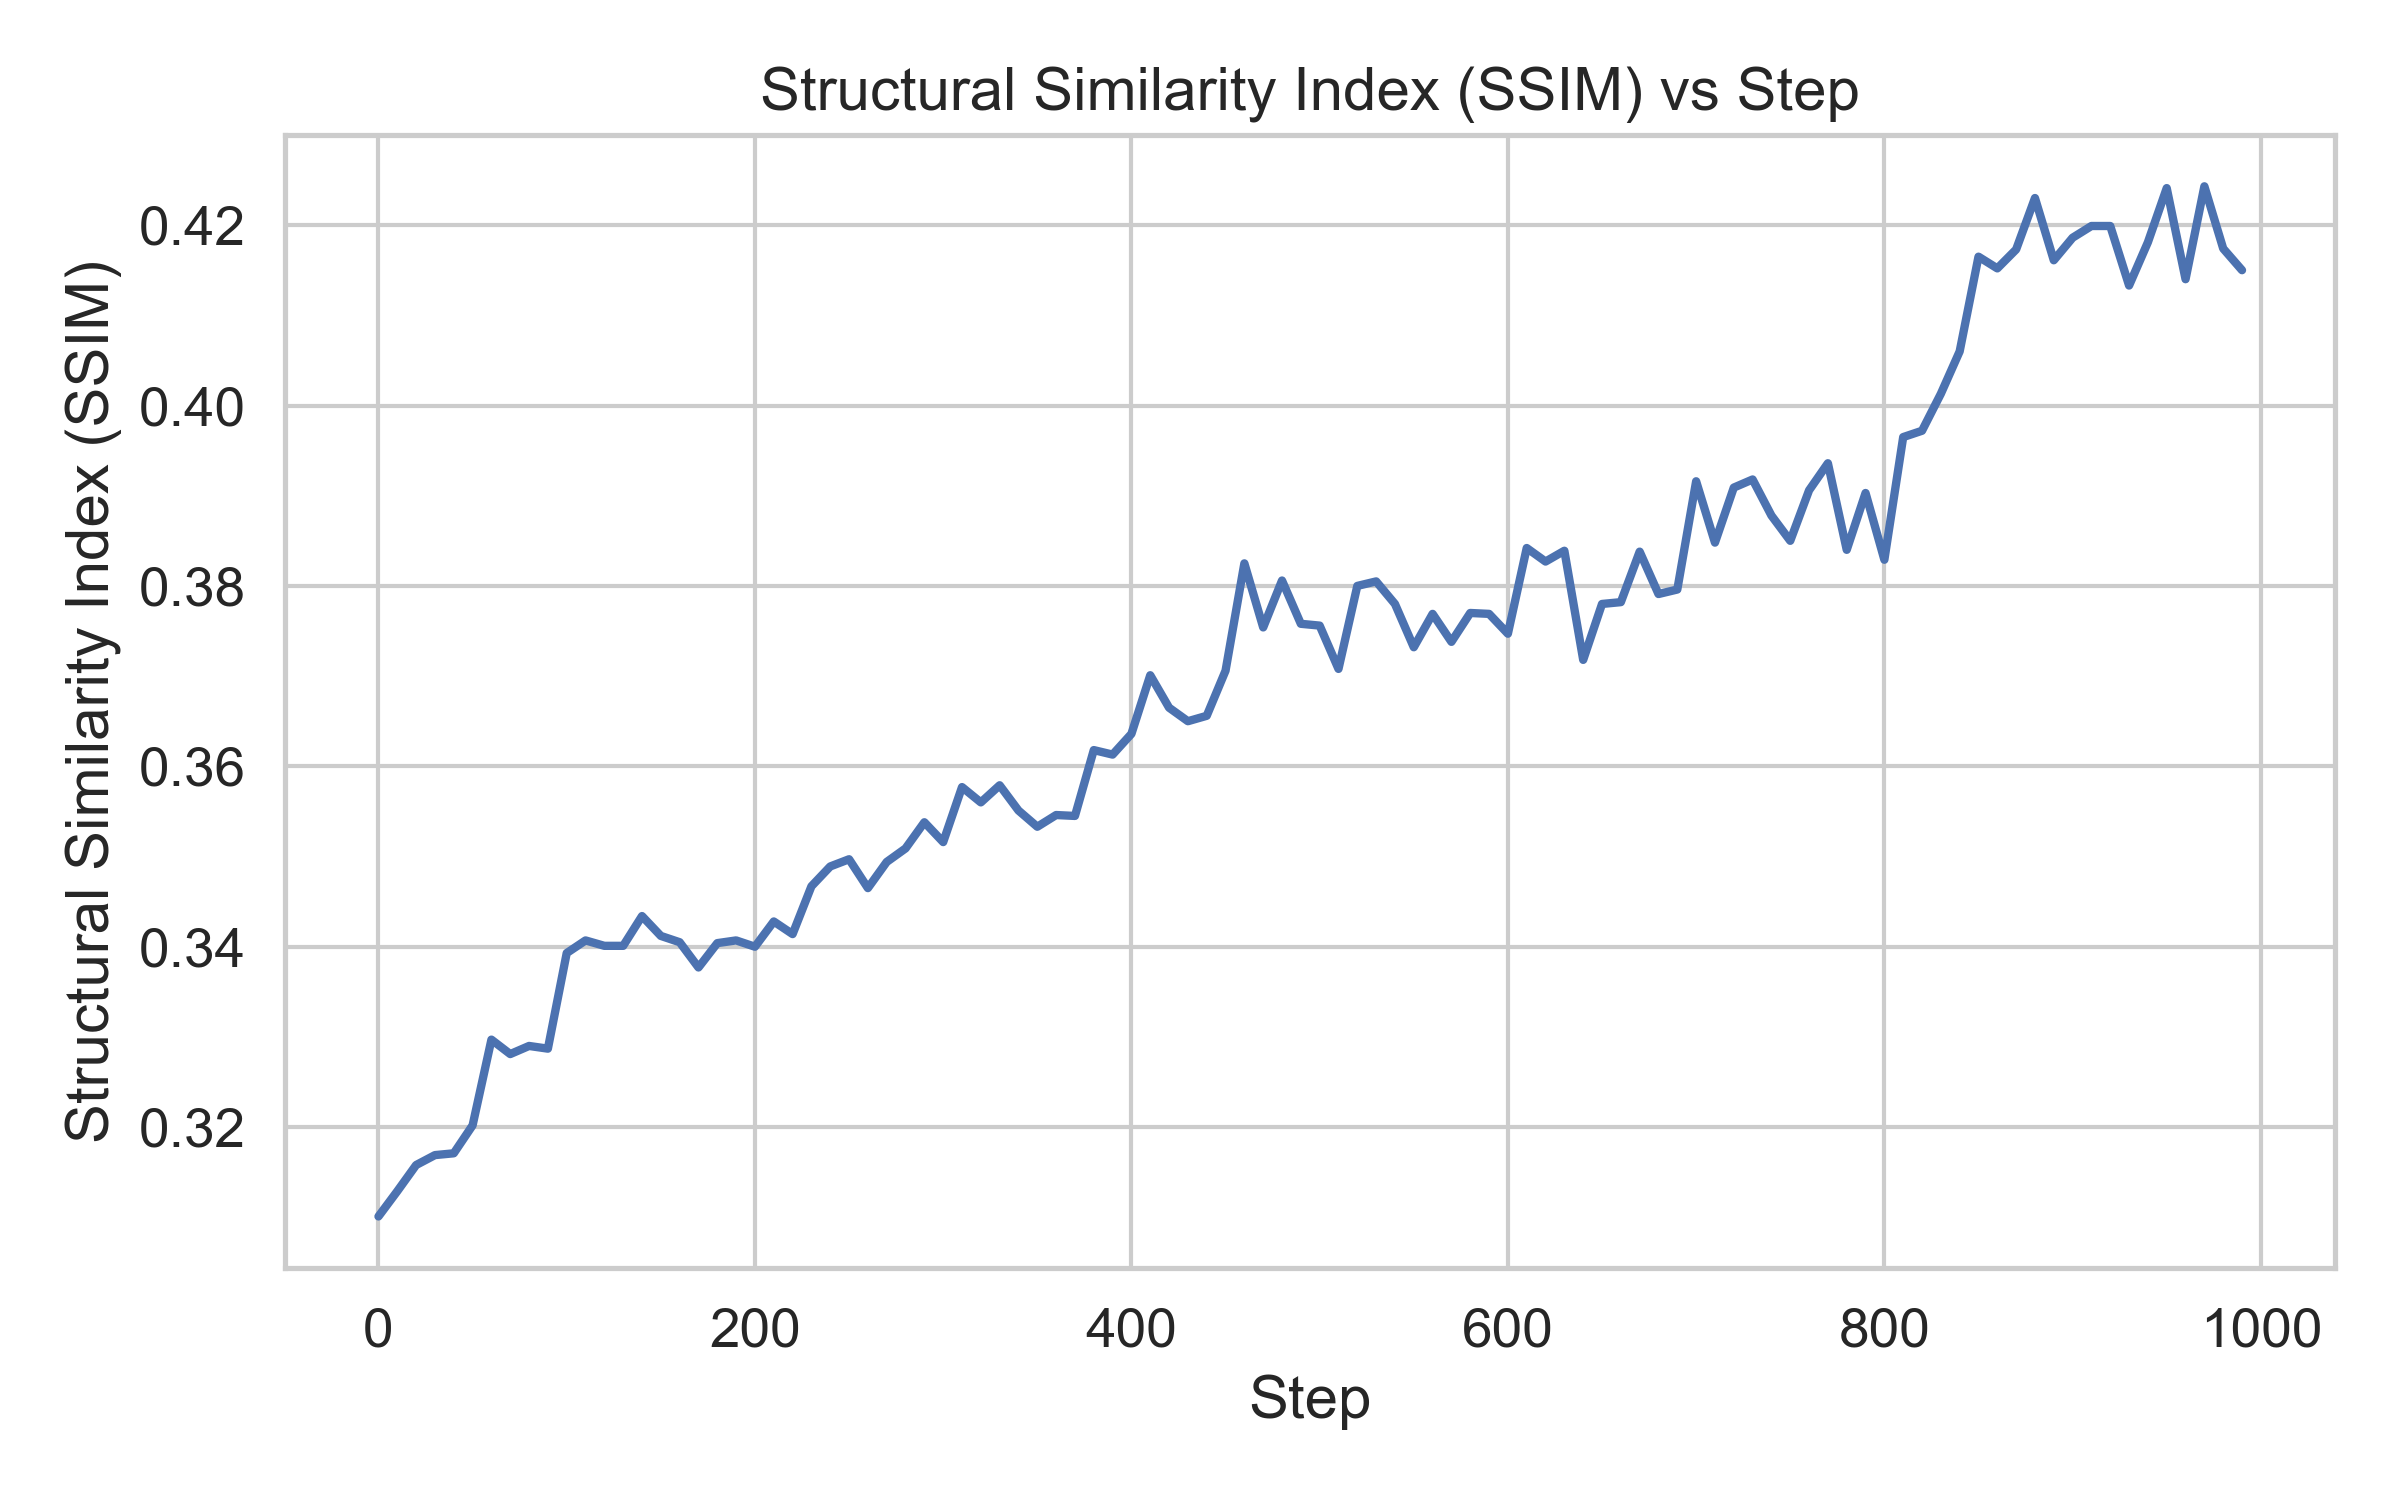 Structural Similarity Index (SSIM) vs Step
Structural Similarity Index (SSIM)
0.42
0.40
0.38
0.36
0.34
0.32
0 200 400 600 800 1000
Step